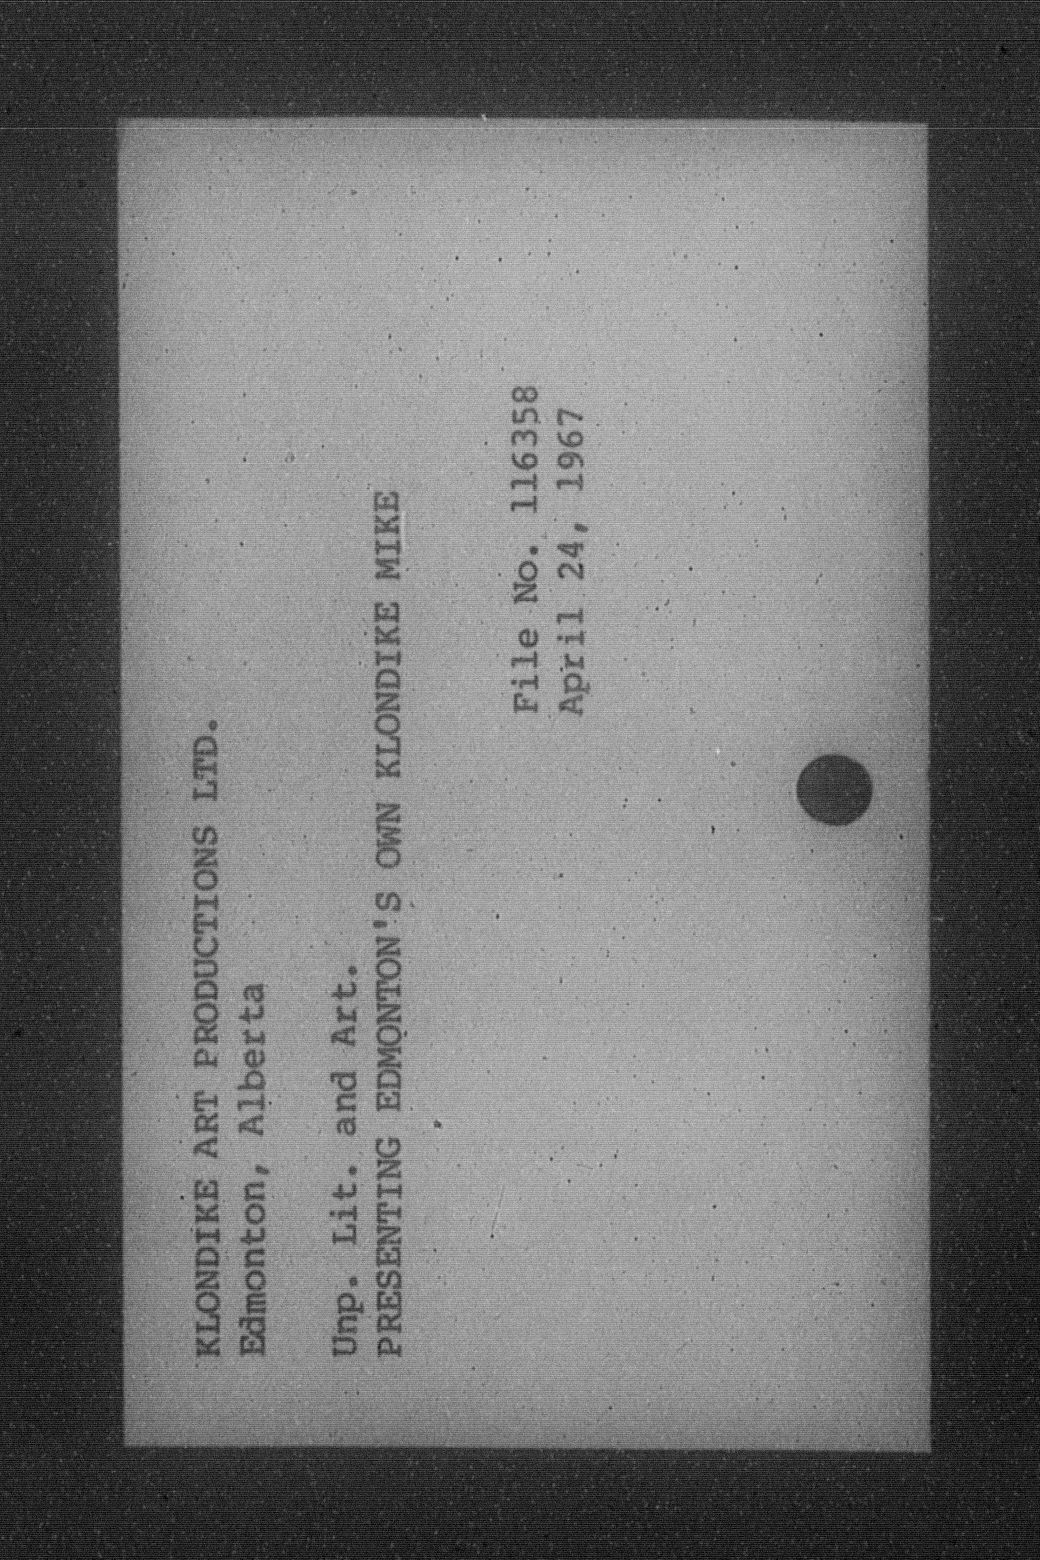 KLONDIKE ART PRODUCTIONS LTD.
Edmonton, Alberta
Unp. Lit. and Art.
PRESENTING EDMONTON'S OWN KLONDIKE MIKE
File No. 116358
April 24, 1967